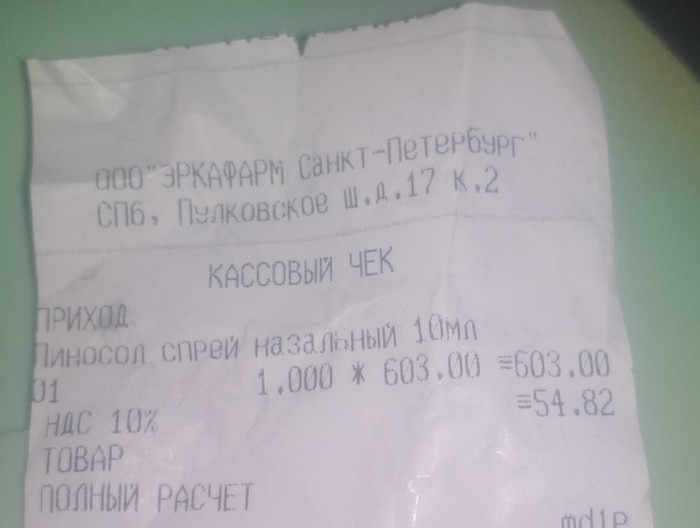 ООО"ЭРКАФАРМ Санкт-Петербург"
СПб, Пулковское ш.д.17 к.2
КАССОВЫЙ ЧЕК
ПРИХОД
Пиносол спрей назальный 10мл
01 1.000 * 603.00 =603.00
НДС 10% =54.82
ТОВАР
ПОЛНЫЙ РАСЧЕТ